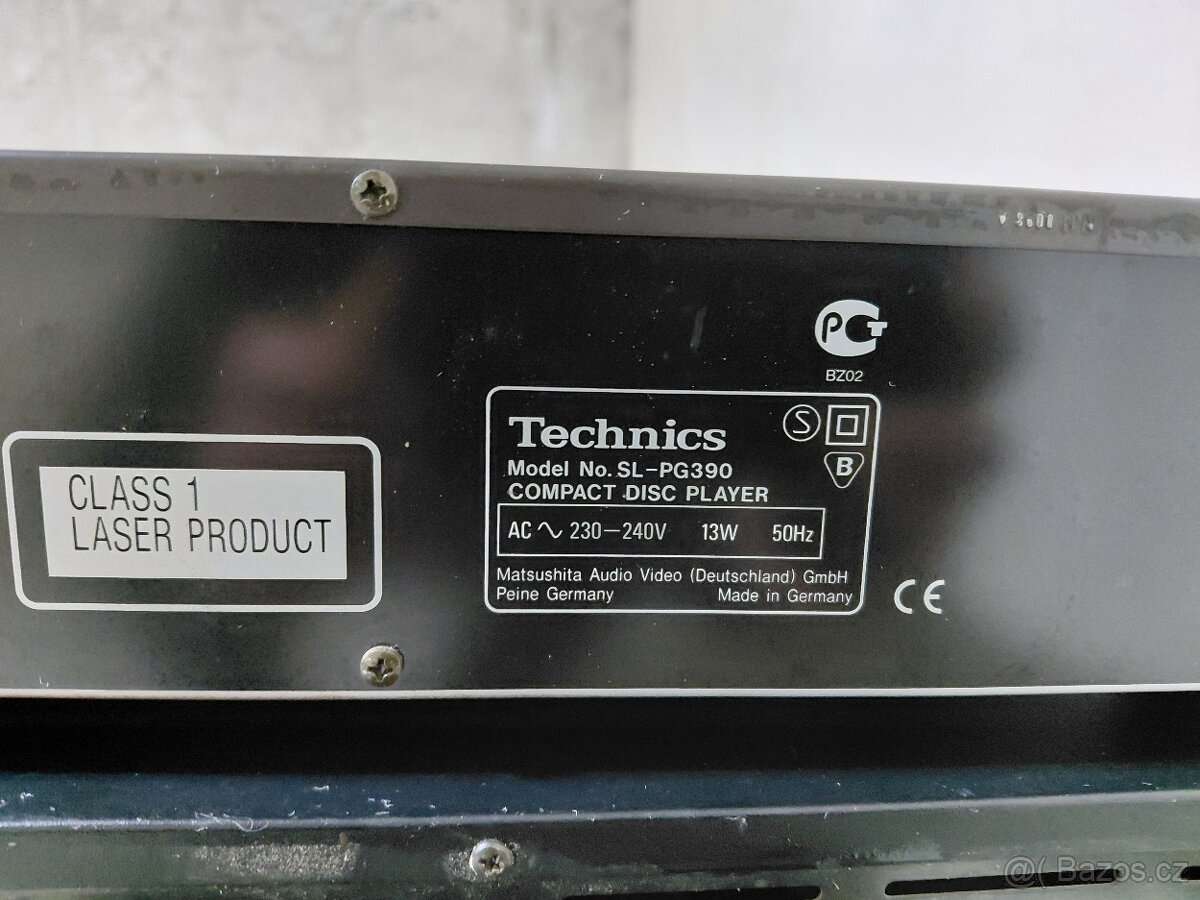 PCT
BZ02
Technics
S
Model No. SL-PG390
B
COMPACT DISC PLAYER
AC ∿ 230-240V 13W 50Hz
Matsushita Audio Video (Deutschland) GmbH
Peine Germany Made in Germany
CE
CLASS 1
LASER PRODUCT
Bazos.cz